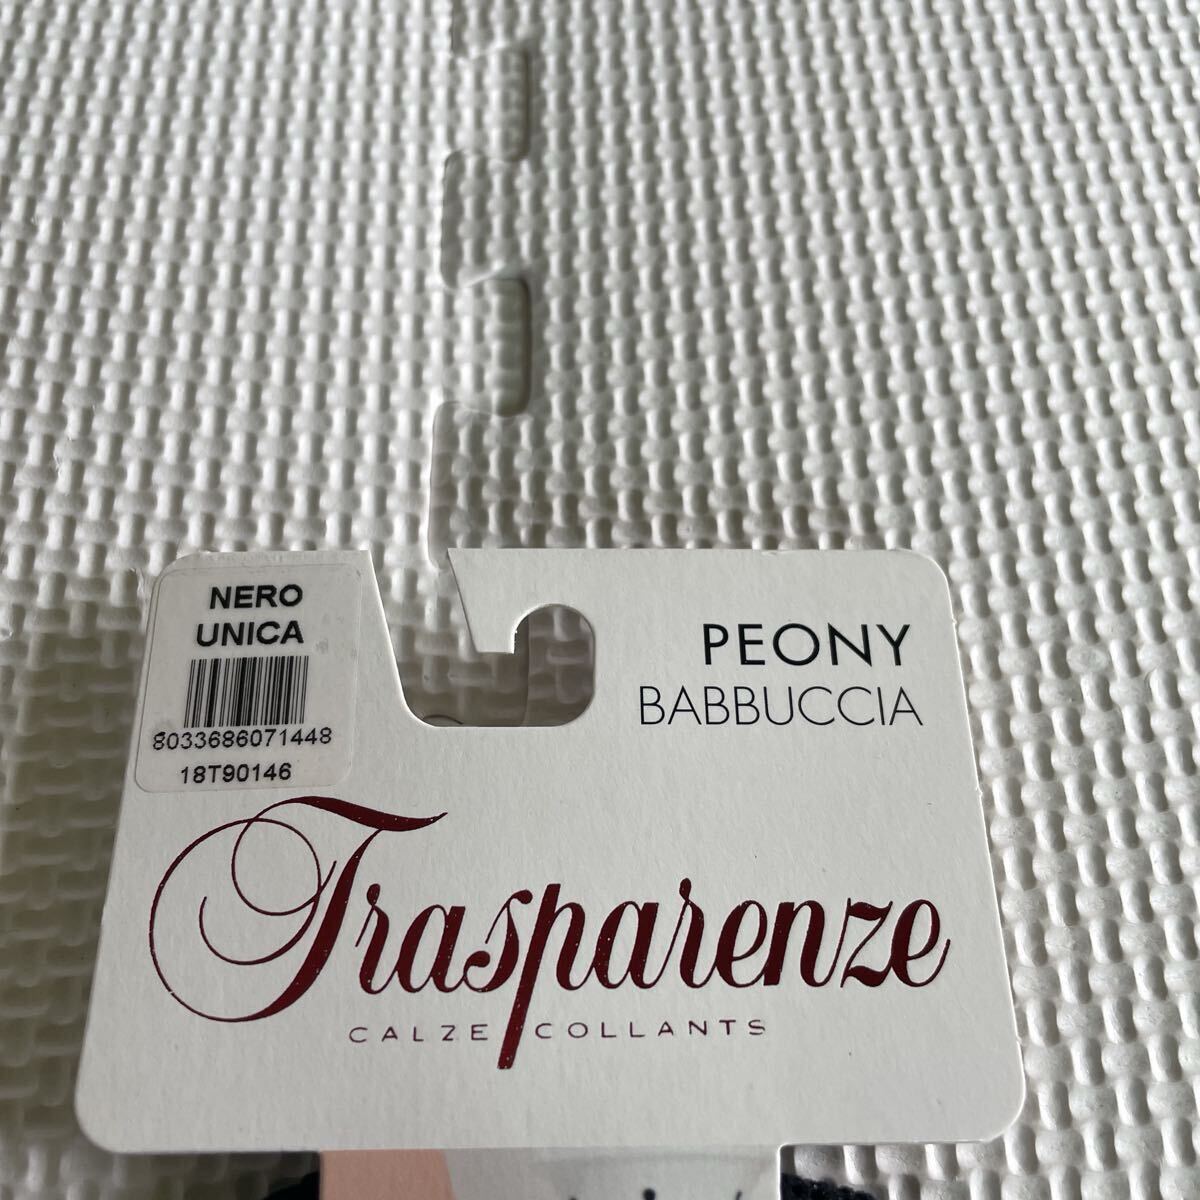 NERO
UNICA
8033686071448
18T90146
PEONY
BABBUCCIA
Trasparenze
CALZE COLLANTS